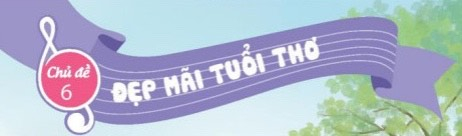 Chủ đề
6
ĐẸP MÃI TUỔI THƠ